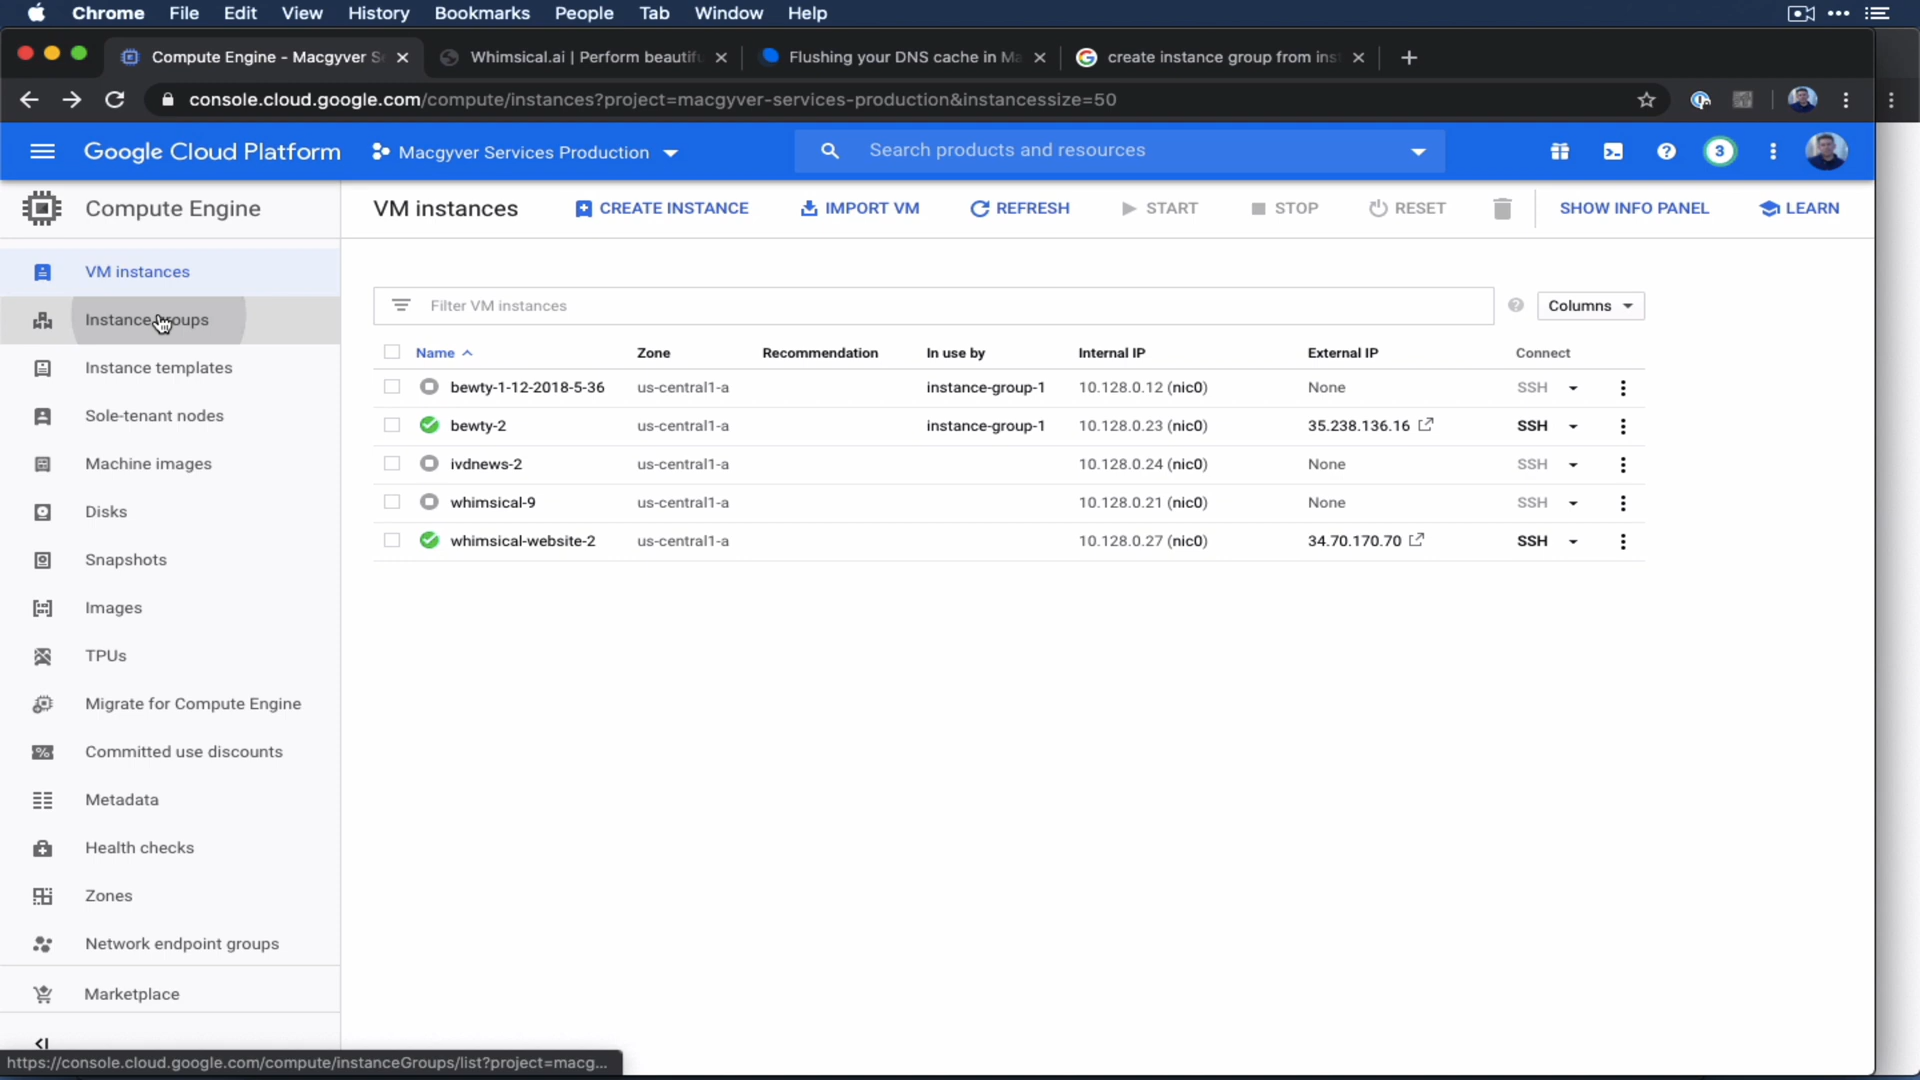 Chrome File Edit View History Bookmarks People Tab Window Help
Compute Engine - Macgyver Se
Whimsical.ai | Perform beautifu
Flushing your DNS cache in Ma
create instance group from ins
console.cloud.google.com/compute/instances?project=macgyver-services-production&instancessize=50
Google Cloud Platform
Macgyver Services Production
Search products and resources
3
Compute Engine
VM instances
CREATE INSTANCE
IMPORT VM
REFRESH
START
STOP
RESET
SHOW INFO PANEL
LEARN
VM instances
Instance groups
Instance templates
Sole-tenant nodes
Machine images
Disks
Snapshots
Images
TPUs
Migrate for Compute Engine
Committed use discounts
Metadata
Health checks
Zones
Network endpoint groups
Marketplace
Filter VM instances
Columns
Name Zone Recommendation In use by Internal IP External IP Connect
bewty-1-12-2018-5-36 us-central1-a instance-group-1 10.128.0.12 (nic0) None SSH
bewty-2 us-central1-a instance-group-1 10.128.0.23 (nic0) 35.238.136.16 SSH
ivdnews-2 us-central1-a 10.128.0.24 (nic0) None SSH
whimsical-9 us-central1-a 10.128.0.21 (nic0) None SSH
whimsical-website-2 us-central1-a 10.128.0.27 (nic0) 34.70.170.70 SSH
https://console.cloud.google.com/compute/instanceGroups/list?project=macg...